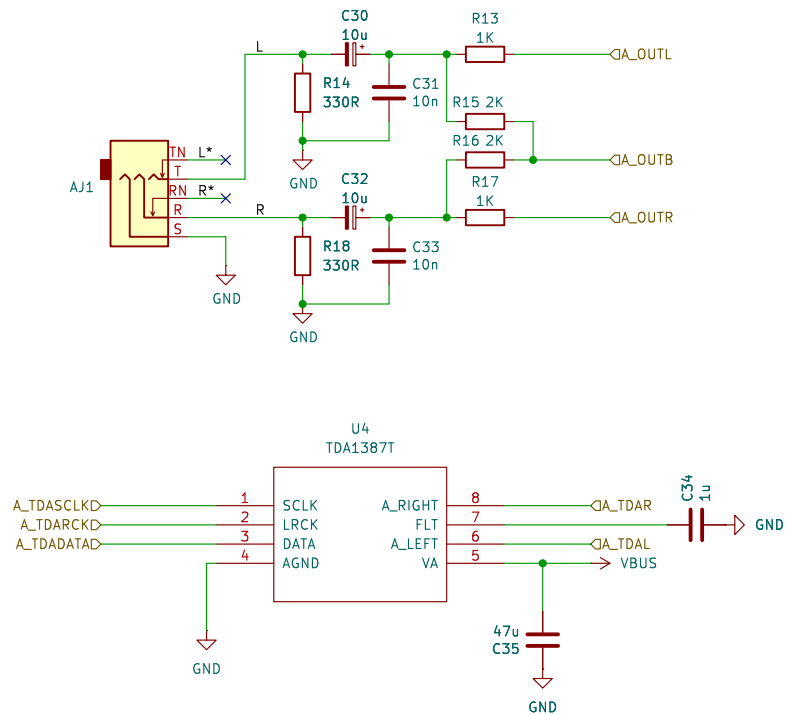 C30
10u
R13
1K
L
A_OUTL
R14
330R
C31
10n
R15 2K
R16 2K
A_OUTB
GND
AJ1
TN
L*
T
RN
R*
R
S
C32
10u
R17
1K
R
A_OUTR
R18
330R
C33
10n
GND
GND
U4
TDA1387T
A_TDASCLK
1
SCLK
A_RIGHT
8
A_TDAR
C34
1u
GND
A_TDARCK
2
LRCK
FLT
7
A_TDADATA
3
DATA
A_LEFT
6
A_TDAL
4
AGND
VA
5
VBUS
47u
C35
GND
GND